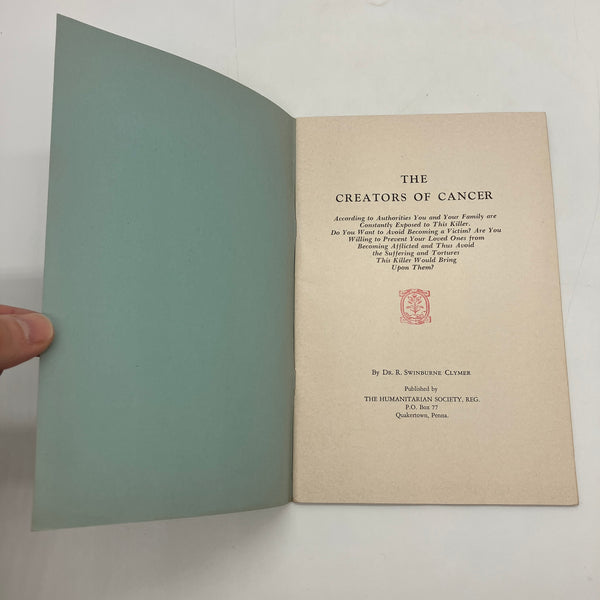 THE
CREATORS OF CANCER
According to Authorities You and Your Family are
Constantly Exposed to This Killer.
Do You Want to Avoid Becoming a Victim? Are You
Willing to Prevent Your Loved Ones from
Becoming Afflicted and Thus Avoid
the Suffering and Tortures
This Killer Would Bring
Upon Them?
By Dr. R. Swinburne Clymer
Published by
THE HUMANITARIAN SOCIETY, REG.
P.O. Box 77
Quakertown, Penna.